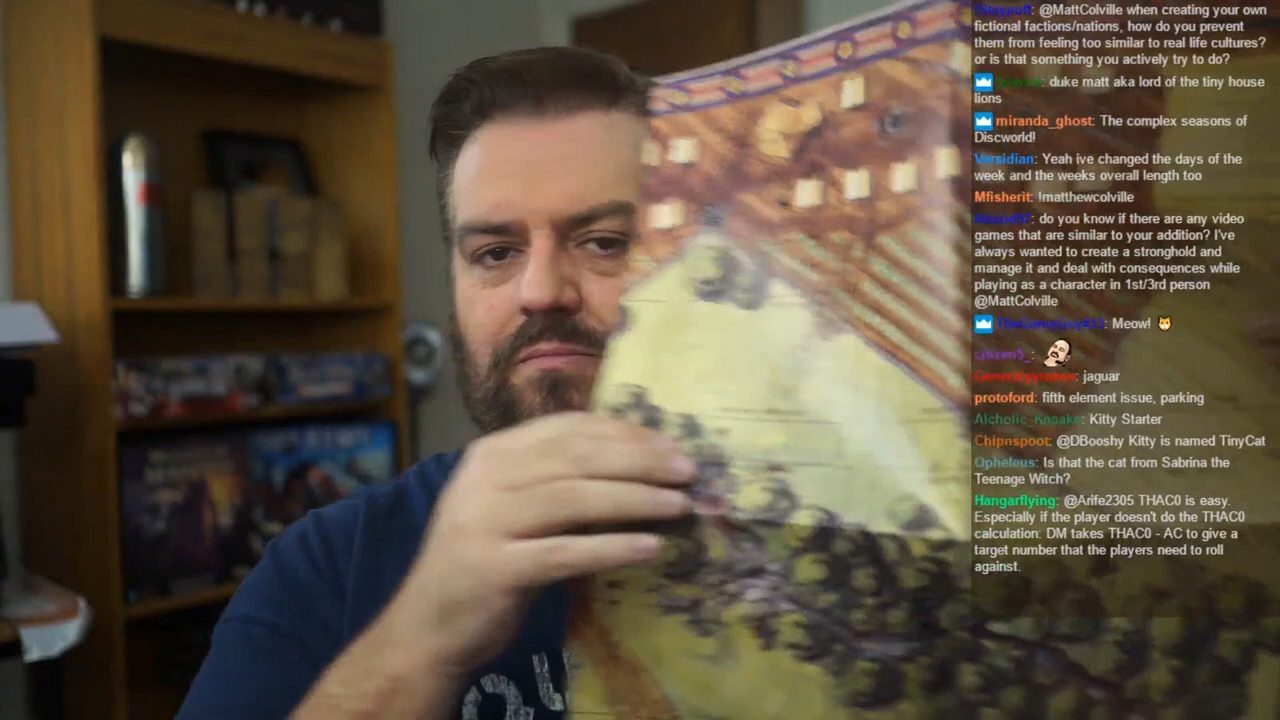 @MattColville when creating your own
fictional factions/nations, how do you prevent
them from feeling too similar to real life cultures?
or is that something you actively try to do?
duke matt aka lord of the tiny house
lions
miranda_ghost: The complex seasons of
Discworld!
Versidian: Yeah ive changed the days of the
week and the weeks overall length too
Mfisherit: !matthewcolville
do you know if there are any video
games that are similar to your addition? I've
always wanted to create a stronghold and
manage it and deal with consequences while
playing as a character in 1st/3rd person
@MattColville
Meow!
citizen5_:
jaguar
protoford: fifth element issue, parking
Alcholic_Kanake: Kitty Starter
Chipnspoot: @DBooshy Kitty is named TinyCat
Opheleus: Is that the cat from Sabrina the
Teenage Witch?
Hangarflying: @Arife2305 THAC0 is easy.
Especially if the player doesn't do the THAC0
calculation: DM takes THAC0 - AC to give a
target number that the players need to roll
against.